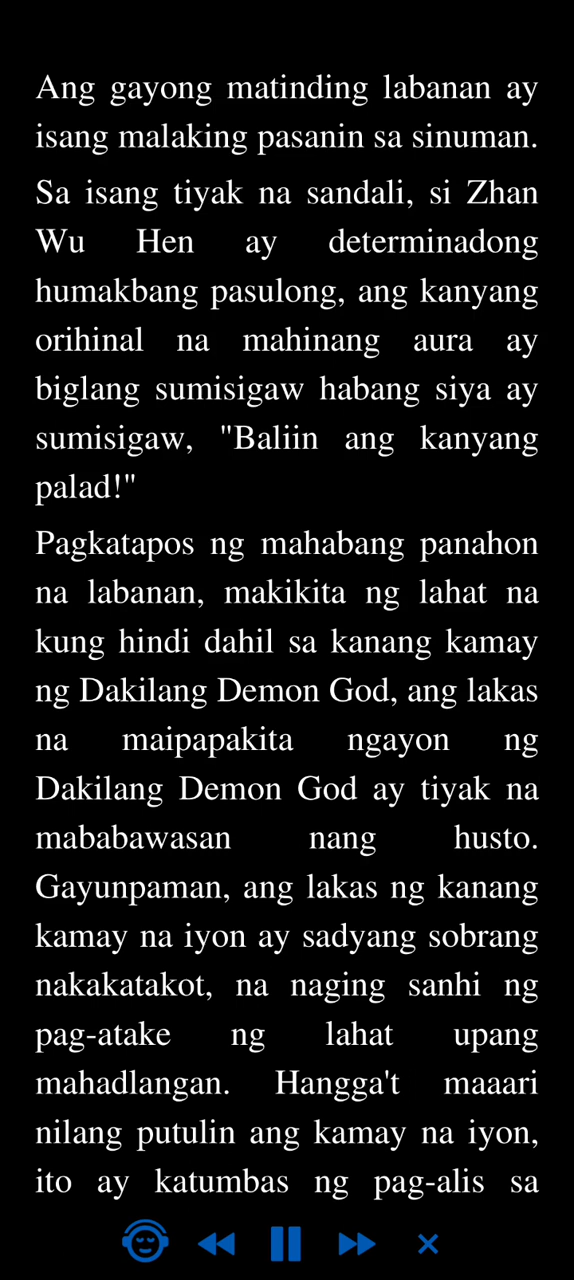 Ang gayong matinding labanan ay
isang malaking pasanin sa sinuman.
Sa isang tiyak na sandali, si Zhan
Wu Hen ay determinadong
humakbang pasulong, ang kanyang
orihinal na mahinang aura ay
biglang sumisigaw habang siya ay
sumisigaw, "Baliin ang kanyang
palad!"
Pagkatapos ng mahabang panahon
na labanan, makikita ng lahat na
kung hindi dahil sa kanang kamay
ng Dakilang Demon God, ang lakas
na maipapakita ngayon ng
Dakilang Demon God ay tiyak na
mababawasan nang husto.
Gayunpaman, ang lakas ng kanang
kamay na iyon ay sadyang sobrang
nakakatakot, na naging sanhi ng
pag-atake ng lahat upang
mahadlangan. Hangga't maaari
nilang putulin ang kamay na iyon,
ito ay katumbas ng pag-alis sa